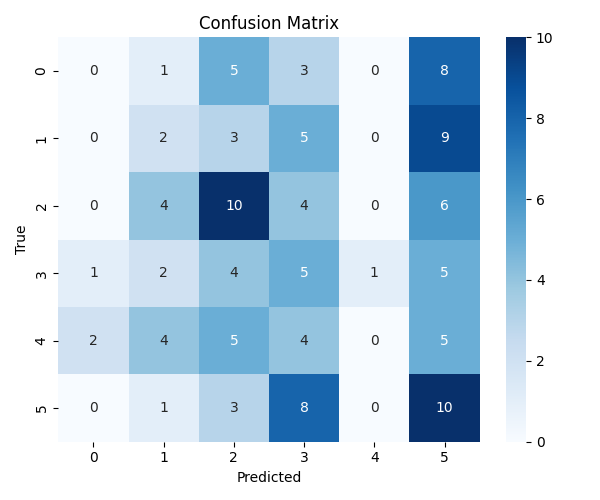 Confusion Matrix
10
0 0 1 5 3 0 8
8
1 0 2 3 5 0 9
2 0 4 10 4 0 6
6
True
3 1 2 4 5 1 5
4
4 2 4 5 4 0 5
2
5 0 1 3 8 0 10
0
0 1 2 3 4 5
Predicted